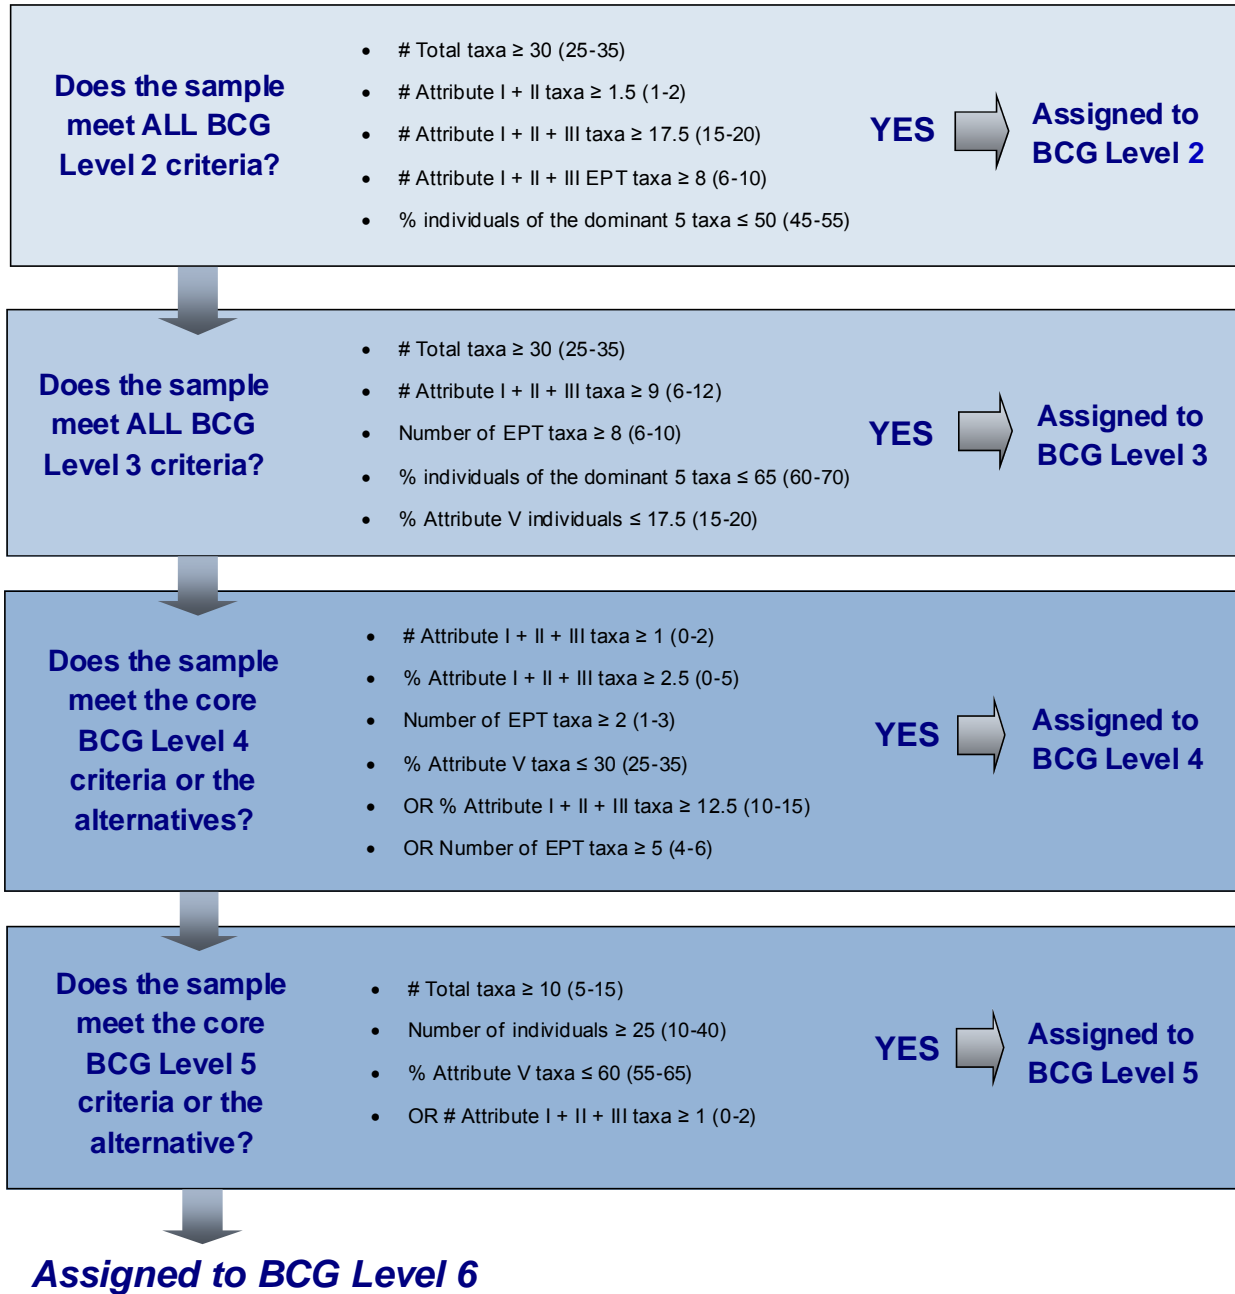 Does the sample
meet ALL BCG
Level 2 criteria?
• # Total taxa ≥ 30 (25-35)
• # Attribute I + II taxa ≥ 1.5 (1-2)
• # Attribute I + II + III taxa ≥ 17.5 (15-20)
• # Attribute I + II + III EPT taxa ≥ 8 (6-10)
• % individuals of the dominant 5 taxa ≤ 50 (45-55)
YES
Assigned to
BCG Level 2
Does the sample
meet ALL BCG
Level 3 criteria?
• # Total taxa ≥ 30 (25-35)
• # Attribute I + II + III taxa ≥ 9 (6-12)
• Number of EPT taxa ≥ 8 (6-10)
• % individuals of the dominant 5 taxa ≤ 65 (60-70)
• % Attribute V individuals ≤ 17.5 (15-20)
YES
Assigned to
BCG Level 3
Does the sample
meet the core
BCG Level 4
criteria or the
alternatives?
• # Attribute I + II + III taxa ≥ 1 (0-2)
• % Attribute I + II + III taxa ≥ 2.5 (0-5)
• Number of EPT taxa ≥ 2 (1-3)
• % Attribute V taxa ≤ 30 (25-35)
• OR % Attribute I + II + III taxa ≥ 12.5 (10-15)
• OR Number of EPT taxa ≥ 5 (4-6)
YES
Assigned to
BCG Level 4
Does the sample
meet the core
BCG Level 5
criteria or the
alternative?
• # Total taxa ≥ 10 (5-15)
• Number of individuals ≥ 25 (10-40)
• % Attribute V taxa ≤ 60 (55-65)
• OR # Attribute I + II + III taxa ≥ 1 (0-2)
YES
Assigned to
BCG Level 5
Assigned to BCG Level 6